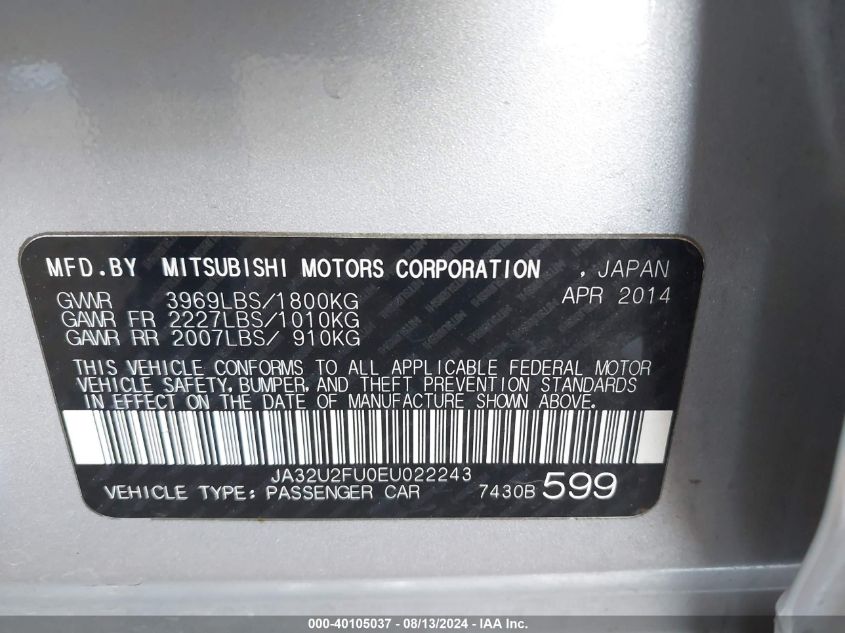 MFD.BY MITSUBISHI MOTORS CORPORATION , JAPAN
GVWR 3969LBS/1800KG APR 2014
GAWR FR 2227LBS/1010KG
GAWR RR 2007LBS/ 910KG
THIS VEHICLE CONFORMS TO ALL APPLICABLE FEDERAL MOTOR
VEHICLE SAFETY, BUMPER, AND THEFT PREVENTION STANDARDS
IN EFFECT ON THE DATE OF MANUFACTURE SHOWN ABOVE.
JA32U2FU0EU022243
VEHICLE TYPE: PASSENGER CAR 7430B 599
000-40105037 - 08/13/2024 - IAA Inc.